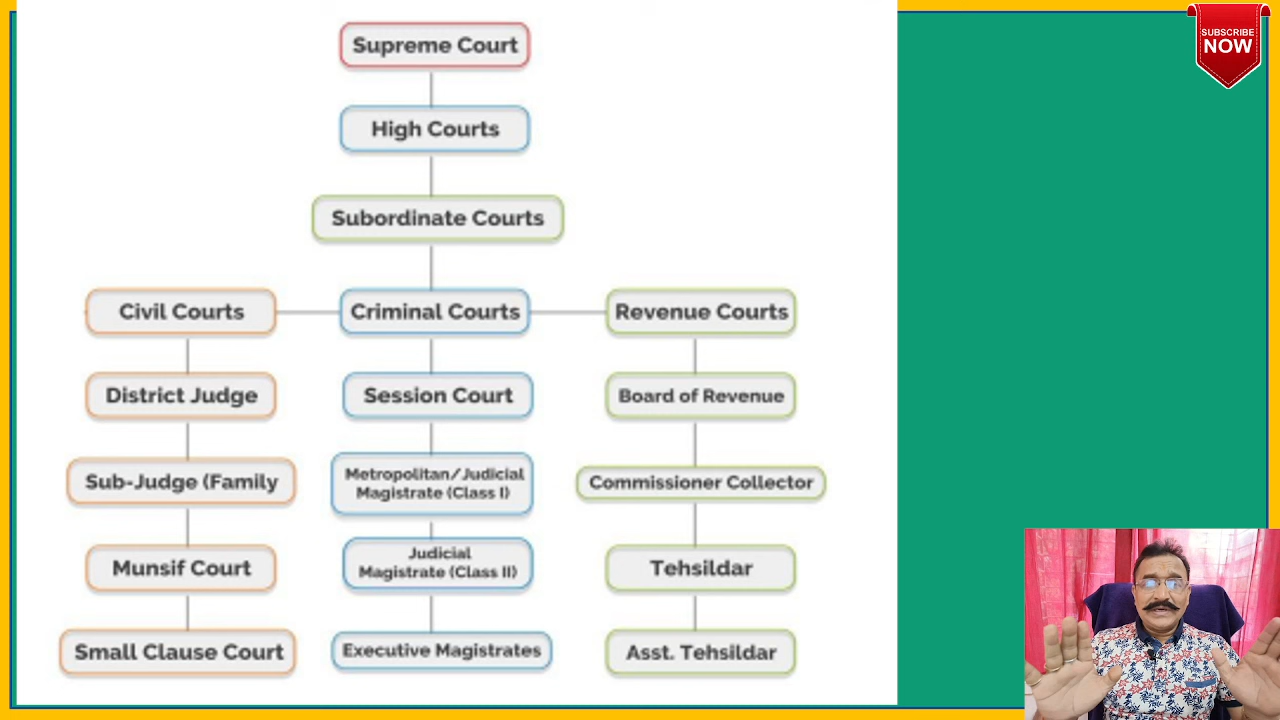 SUBSCRIBE
NOW
Supreme Court
High Courts
Subordinate Courts
Civil Courts
Criminal Courts
Revenue Courts
District Judge
Session Court
Board of Revenue
Sub-Judge (Family
Metropolitan/Judicial
Magistrate (Class I)
Commissioner Collector
Munsif Court
Judicial
Magistrate (Class II)
Tehsildar
Small Clause Court
Executive Magistrates
Asst. Tehsildar